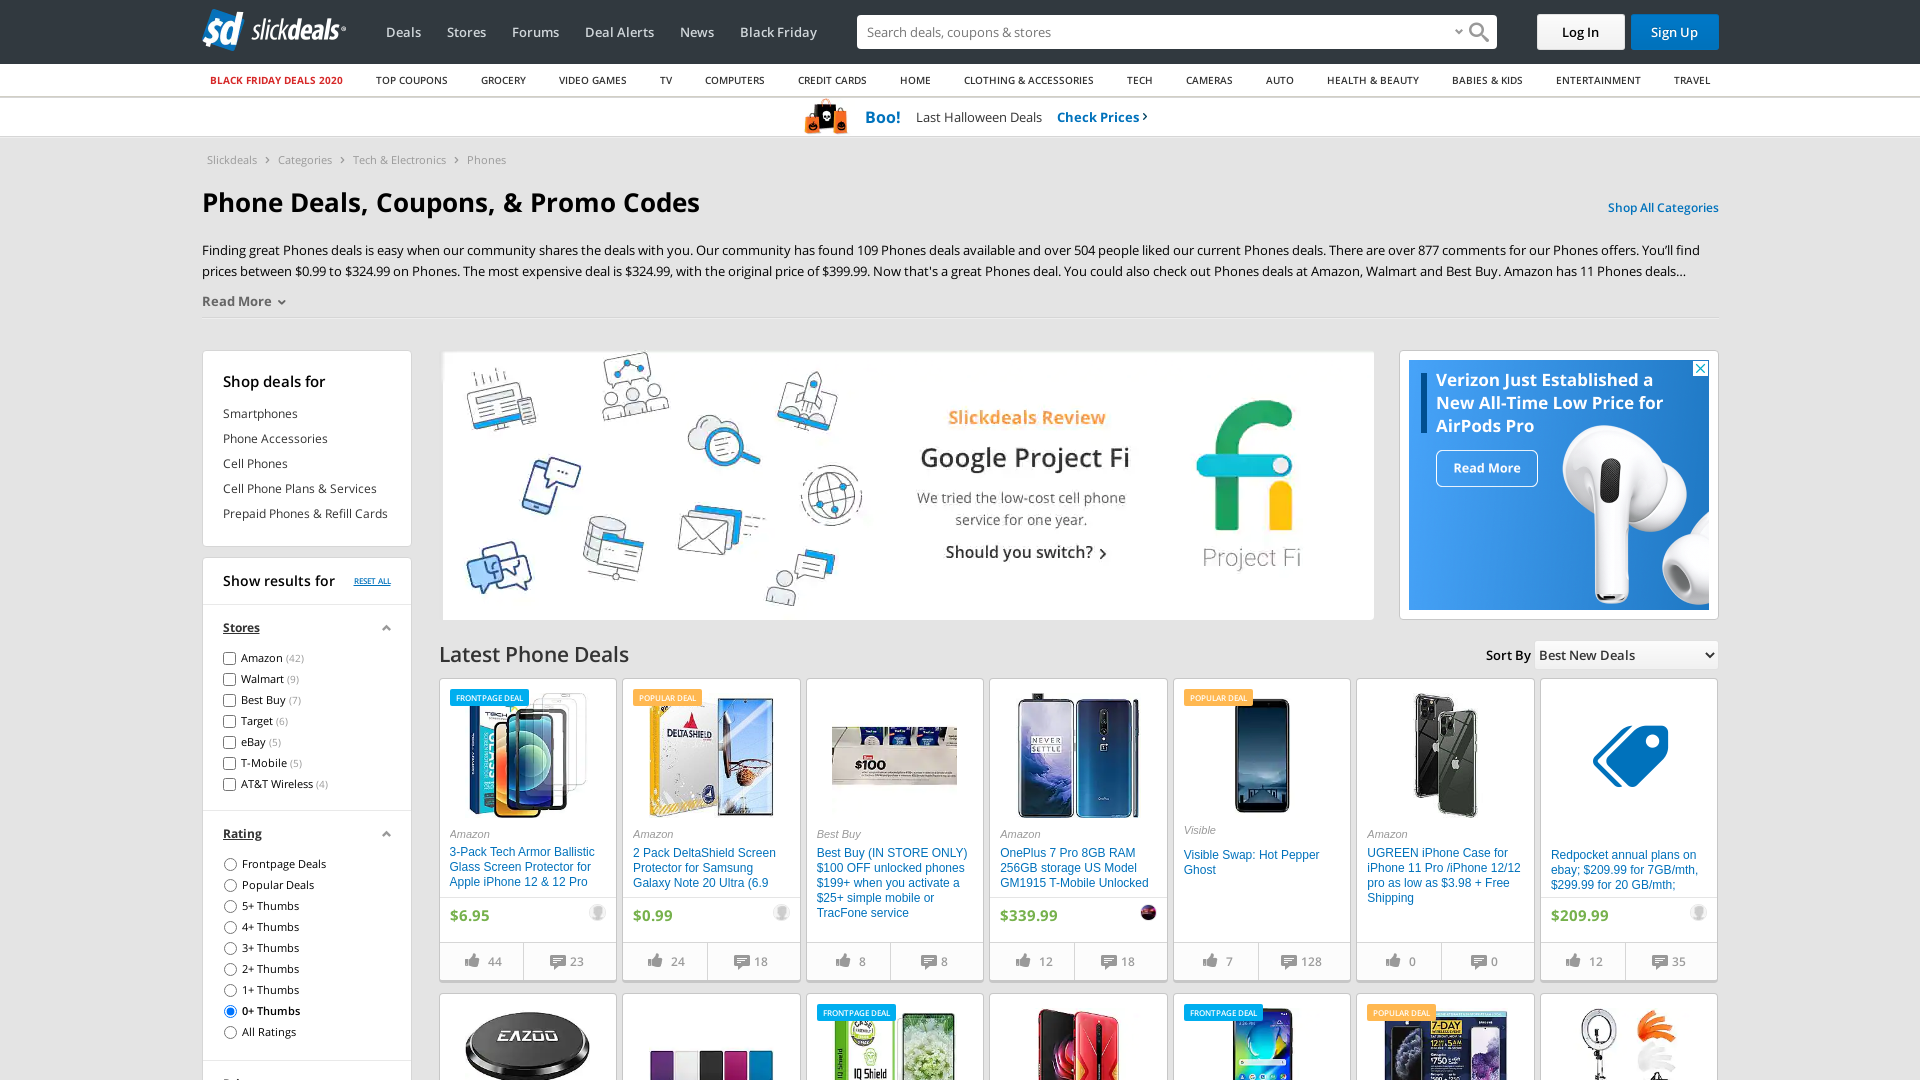 sd slickdeals
Deals
Stores
Forums
Deal Alerts
News
Black Friday
Search deals, coupons & stores
Log In
Sign Up
BLACK FRIDAY DEALS 2020
TOP COUPONS
GROCERY
VIDEO GAMES
TV
COMPUTERS
CREDIT CARDS
HOME
CLOTHING & ACCESSORIES
TECH
CAMERAS
AUTO
HEALTH & BEAUTY
BABIES & KIDS
ENTERTAINMENT
TRAVEL
Boo! Last Halloween Deals Check Prices
Slickdeals > Categories > Tech & Electronics > Phones
Phone Deals, Coupons, & Promo Codes
Shop All Categories
Finding great Phones deals is easy when our community shares the deals with you. Our community has found 109 Phones deals available and over 504 people liked our current Phones deals. There are over 877 comments for our Phones offers. You'll find
prices between $0.99 to $324.99 on Phones. The most expensive deal is $324.99, with the original price of $399.99. Now that's a great Phones deal. You could also check out Phones deals at Amazon, Walmart and Best Buy. Amazon has 11 Phones deals...
Read More
Shop deals for
Smartphones
Phone Accessories
Cell Phones
Cell Phone Plans & Services
Prepaid Phones & Refill Cards
Show results for
RESET ALL
Stores
Amazon (42)
Walmart (9)
Best Buy (7)
Target (6)
eBay (5)
T-Mobile (5)
AT&T Wireless (4)
Rating
Frontpage Deals
Popular Deals
5+ Thumbs
4+ Thumbs
3+ Thumbs
2+ Thumbs
1+ Thumbs
0+ Thumbs
All Ratings
Slickdeals Review
Google Project Fi
We tried the low-cost cell phone
service for one year.
Should you switch? >
Project Fi
Verizon Just Established a
New All-Time Low Price for
AirPods Pro
Read More
Latest Phone Deals
Sort By Best New Deals
FRONTPAGE DEAL
Amazon
3-Pack Tech Armor Ballistic
Glass Screen Protector for
Apple iPhone 12 & 12 Pro
$6.95
44
23
POPULAR DEAL
DELTASHIELD
Amazon
2 Pack DeltaShield Screen
Protector for Samsung
Galaxy Note 20 Ultra (6.9
$0.99
24
18
$100
Best Buy
Best Buy (IN STORE ONLY)
$100 OFF unlocked phones
$199+ when you activate a
$25+ simple mobile or
TracFone service
8
8
NEVER
SETTLE
Amazon
OnePlus 7 Pro 8GB RAM
256GB storage US Model
GM1915 T-Mobile Unlocked
$339.99
12
18
POPULAR DEAL
Visible
Visible Swap: Hot Pepper
Ghost
7
128
Amazon
UGREEN iPhone Case for
iPhone 11 Pro /iPhone 12/12
pro as low as $3.98 + Free
Shipping
0
0
Redpocket annual plans on
ebay; $209.99 for 7GB/mth,
$299.99 for 20 GB/mth;
$209.99
12
35
EAZOO
FRONTPAGE DEAL
IQ Shield
IQ Shield
FRONTPAGE DEAL
POPULAR DEAL
7-DAY
$750